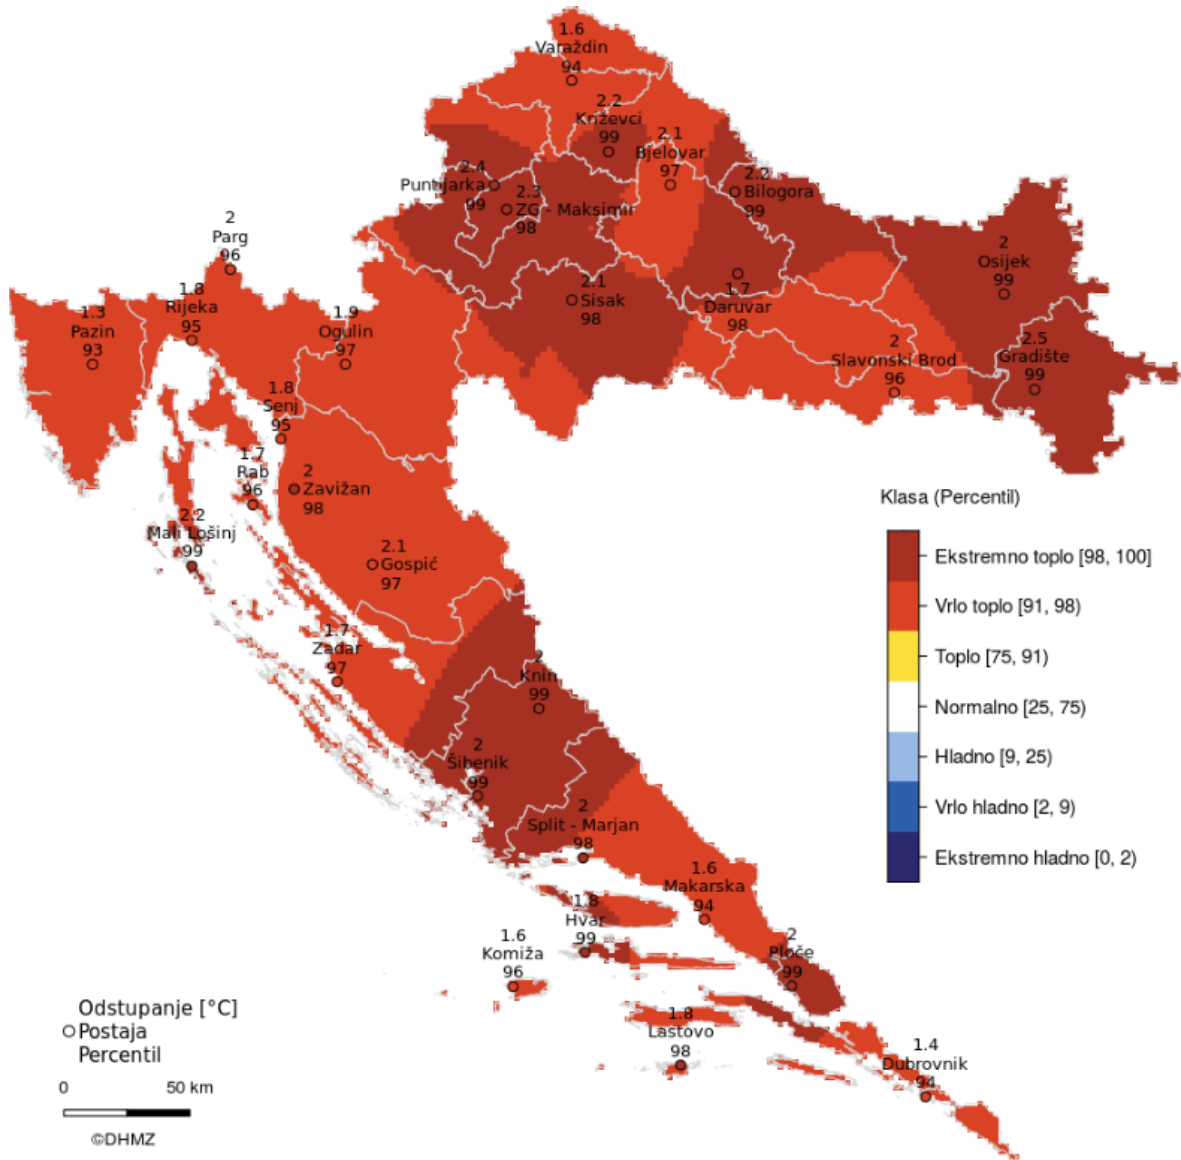 1.6
Varaždin
94
2.2
Križevci
99
2.1
Bjelovar
97
2.4
Puntijarka
99
2.3
ZG - Maksimir
98
2.2
Bilogora
99
2
Parg
96
2
Osijek
99
1.8
Rijeka
95
1.3
Pazin
93
1.9
Ogulin
97
2.1
Sisak
98
1.7
Daruvar
98
2
Slavonski Brod
96
2.5
Gradište
99
1.8
Senj
95
1.7
Rab
96
2
Zavižan
98
2.2
Mali Lošinj
99
2.1
Gospić
97
Klasa (Percentil)
Ekstremno toplo [98, 100]
Vrlo toplo [91, 98)
Toplo [75, 91)
Normalno [25, 75)
Hladno [9, 25)
Vrlo hladno [2, 9)
Ekstremno hladno [0, 2)
1.7
Zadar
97
2
Knin
99
2
Šibenik
99
2
Split - Marjan
98
1.6
Makarska
94
1.8
Hvar
99
1.6
Komiža
96
2
Ploče
99
1.8
Lastovo
98
1.4
Dubrovnik
94
Odstupanje [°C]
Postaja
Percentil
0 50 km
©DHMZ